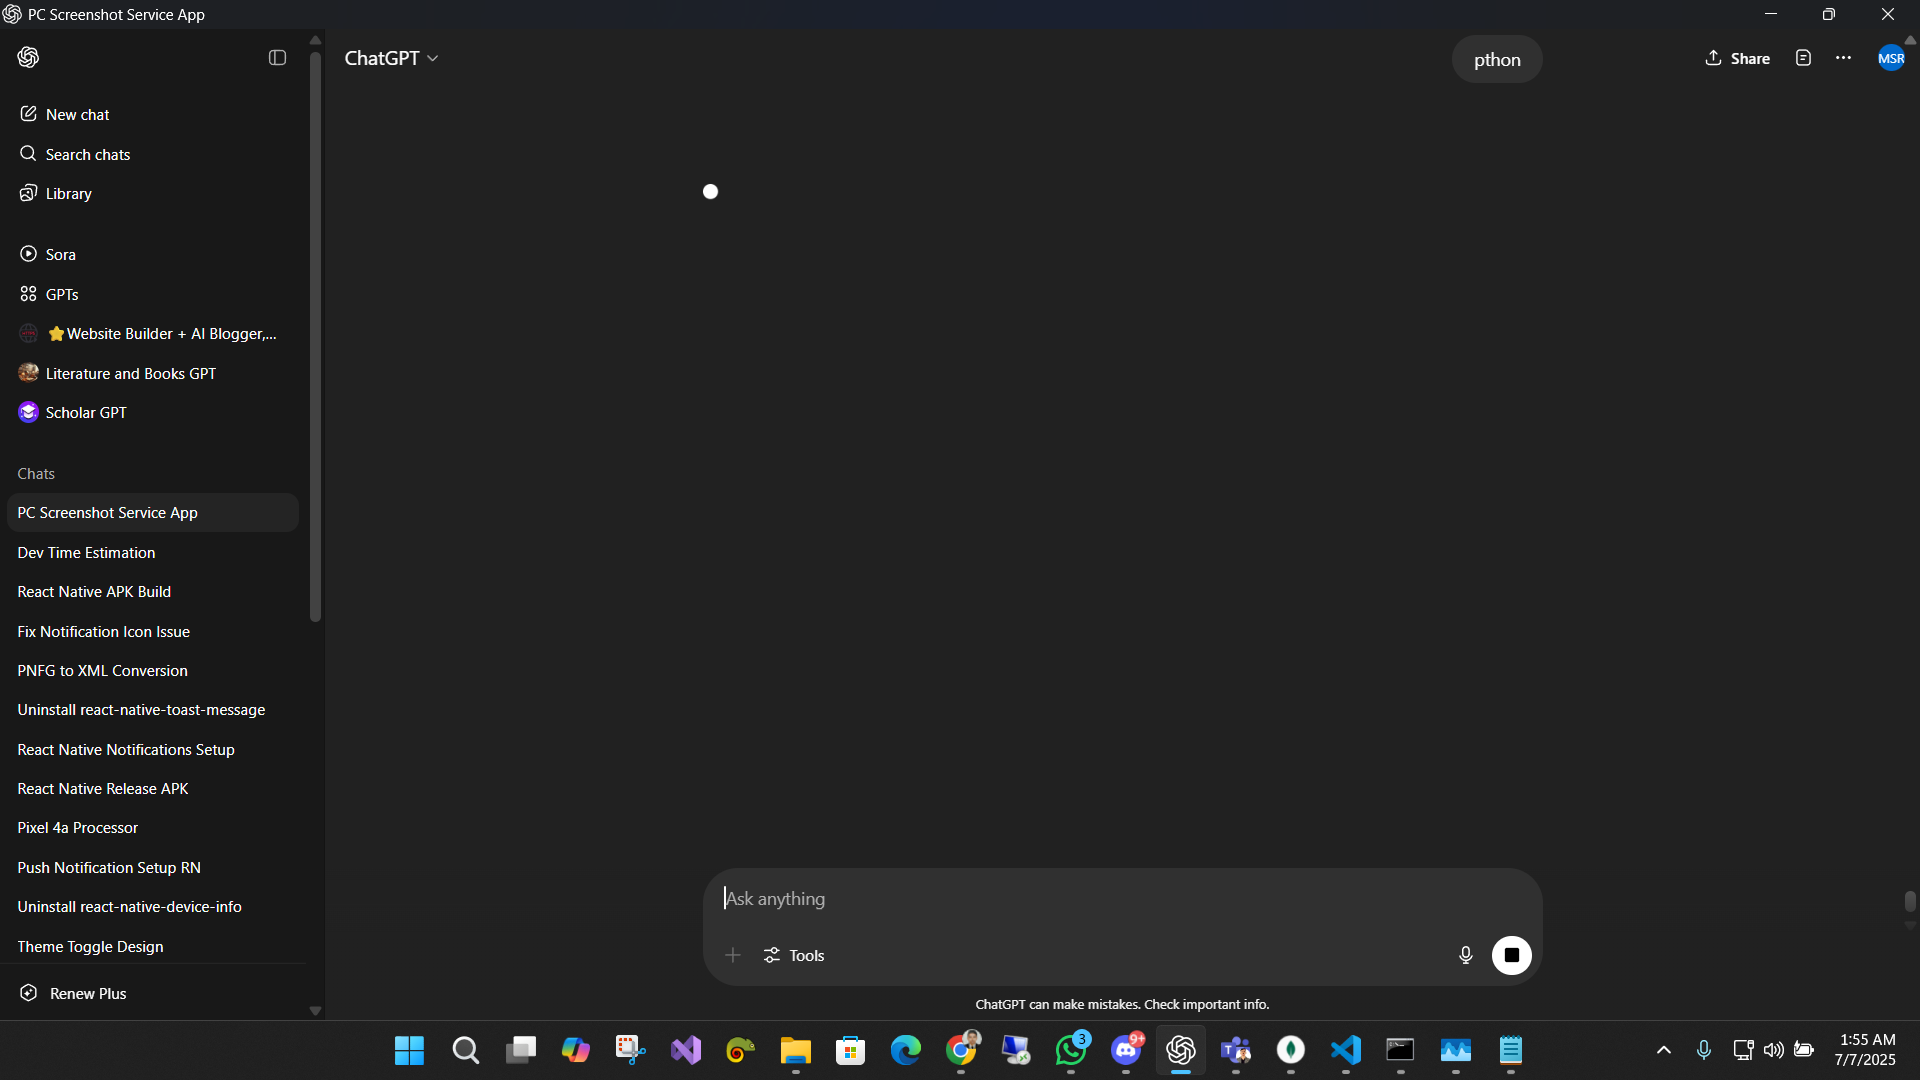 PC Screenshot Service App
ChatGPT
pthon
Share
MSR
New chat
Search chats
Library
Sora
GPTs
⭐Website Builder + AI Blogger,...
Literature and Books GPT
Scholar GPT
Chats
PC Screenshot Service App
Dev Time Estimation
React Native APK Build
Fix Notification Icon Issue
PNFG to XML Conversion
Uninstall react-native-toast-message
React Native Notifications Setup
React Native Release APK
Pixel 4a Processor
Push Notification Setup RN
Uninstall react-native-device-info
Theme Toggle Design
Renew Plus
Ask anything
Tools
ChatGPT can make mistakes. Check important info.
3
9+
1:55 AM
7/7/2025